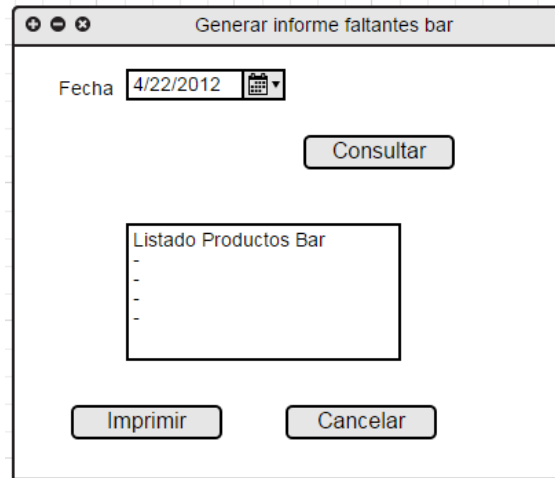 Generar informe faltantes bar
Fecha 4/22/2012
Consultar
Listado Productos Bar
-
-
-
-
Imprimir Cancelar